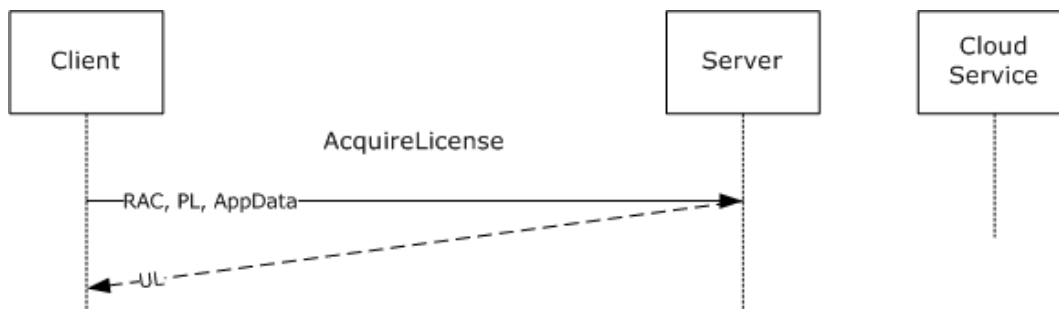 Client
Server
Cloud
Service
AcquireLicense
RAC, PL, AppData
UL